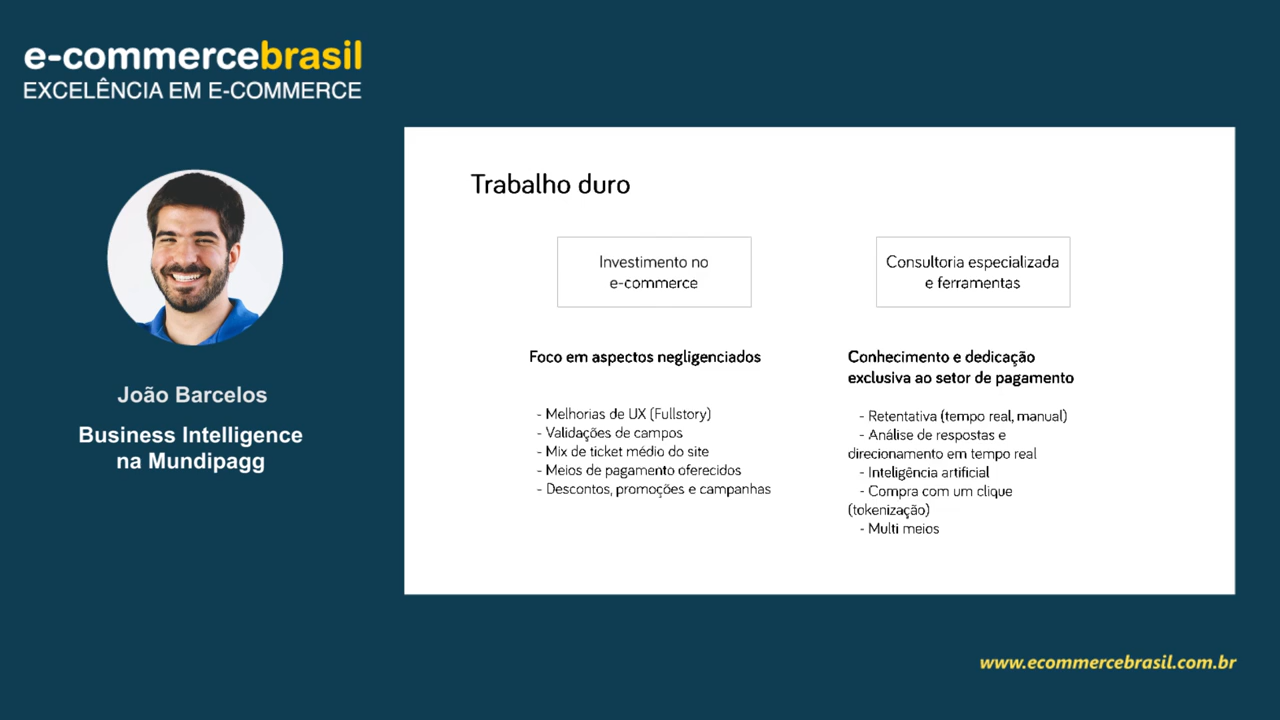 e-commercebrasil
EXCELÊNCIA EM E-COMMERCE
João Barcelos
Business Intelligence
na Mundipagg
Trabalho duro
Investimento no
e-commerce
Foco em aspectos negligenciados
- Melhorias de UX (Fullstory)
- Validações de campos
- Mix de ticket médio do site
- Meios de pagamento oferecidos
- Descontos, promoções e campanhas
Consultoria especializada
e ferramentas
Conhecimento e dedicação
exclusiva ao setor de pagamento
- Retentativa (tempo real, manual)
- Análise de respostas e
direcionamento em tempo real
- Inteligência artificial
- Compra com um clique
(tokenização)
- Multi meios
www.ecommercebrasil.com.br